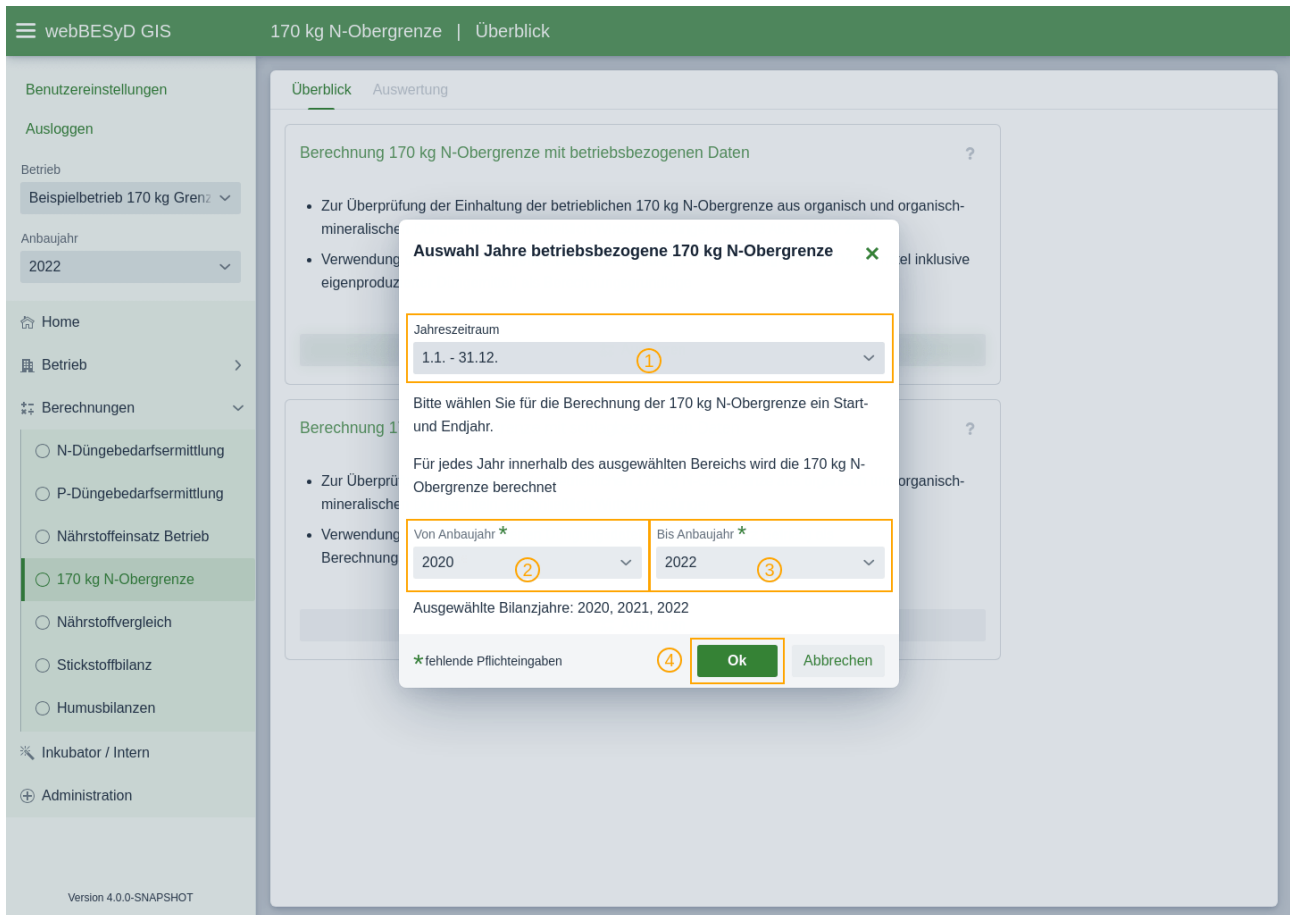 webBESyD GIS
170 kg N-Obergrenze | Überblick
Benutzereinstellungen
Ausloggen
Betrieb
Beispielbetrieb 170 kg Grenz
Anbaujahr
2022
Home
Betrieb
Berechnungen
N-Düngebedarfsermittlung
P-Düngebedarfsermittlung
Nährstoffeinsatz Betrieb
170 kg N-Obergrenze
Nährstoffvergleich
Stickstoffbilanz
Humusbilanzen
Inkubator / Intern
Administration
Version 4.0.0-SNAPSHOT
Überblick Auswertung
Berechnung 170 kg N-Obergrenze mit betriebsbezogenen Daten ?
• Zur Überprüfung der Einhaltung der betrieblichen 170 kg N-Obergrenze aus organisch und organisch-
mineralische
• Verwendung tel inklusive
eigenproduz
Berechnung 1 ?
• Zur Überprü organisch-
mineralische
• Verwendung
Berechnung
Auswahl Jahre betriebsbezogene 170 kg N-Obergrenze
Jahreszeitraum
1.1. - 31.12. 1
Bitte wählen Sie für die Berechnung der 170 kg N-Obergrenze ein Start-
und Endjahr.
Für jedes Jahr innerhalb des ausgewählten Bereichs wird die 170 kg N-
Obergrenze berechnet
Von Anbaujahr * Bis Anbaujahr *
2020 2 2022 3
Ausgewählte Bilanzjahre: 2020, 2021, 2022
*fehlende Pflichteingaben 4 Ok Abbrechen